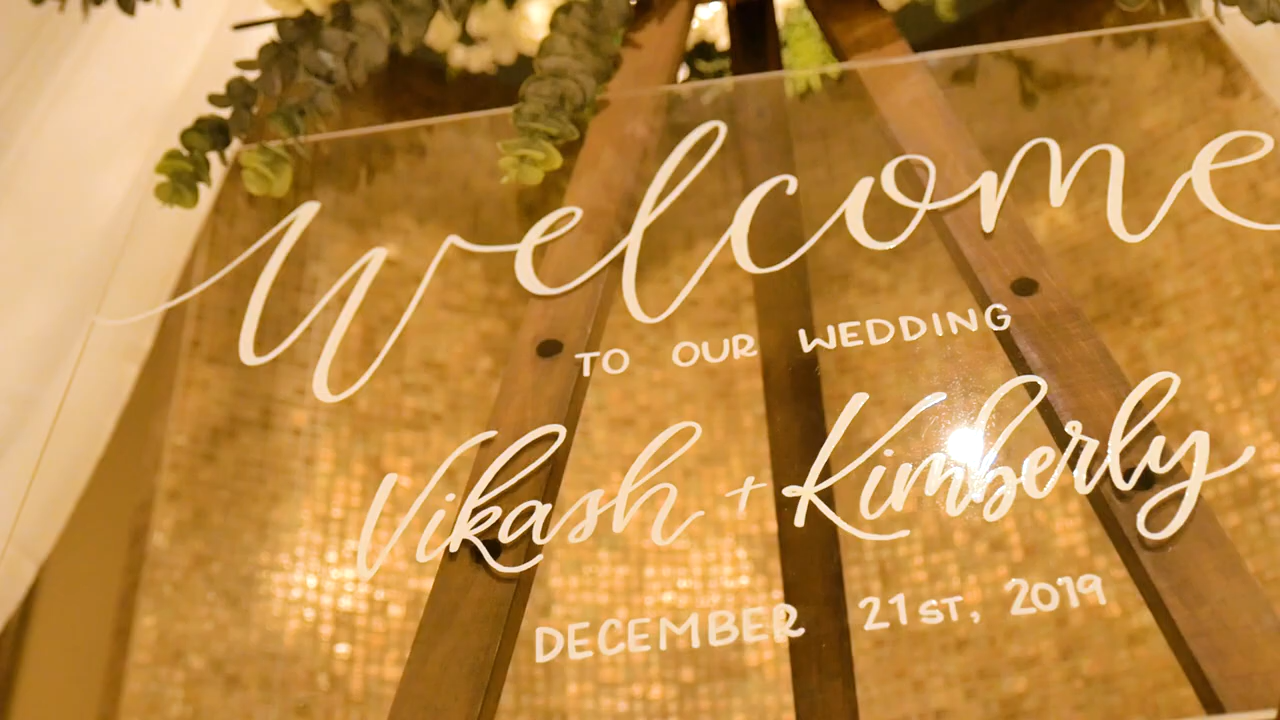 Welcome
TO OUR WEDDING
Vikash + Kimberly
DECEMBER 21ST, 2019